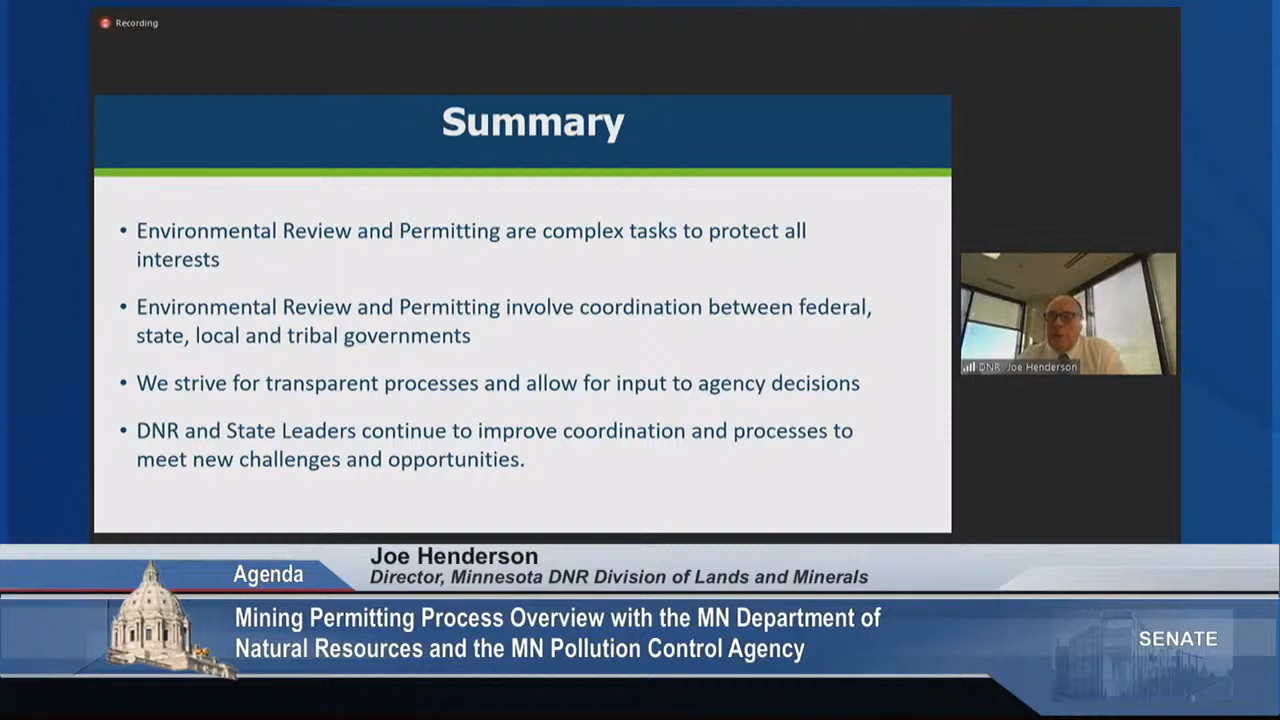 Recording
Summary
• Environmental Review and Permitting are complex tasks to protect all
interests
• Environmental Review and Permitting involve coordination between federal,
state, local and tribal governments
• We strive for transparent processes and allow for input to agency decisions
• DNR and State Leaders continue to improve coordination and processes to
meet new challenges and opportunities.
DNR_Joe Henderson
Joe Henderson
Director, Minnesota DNR Division of Lands and Minerals
Agenda
Mining Permitting Process Overview with the MN Department of
Natural Resources and the MN Pollution Control Agency
SENATE